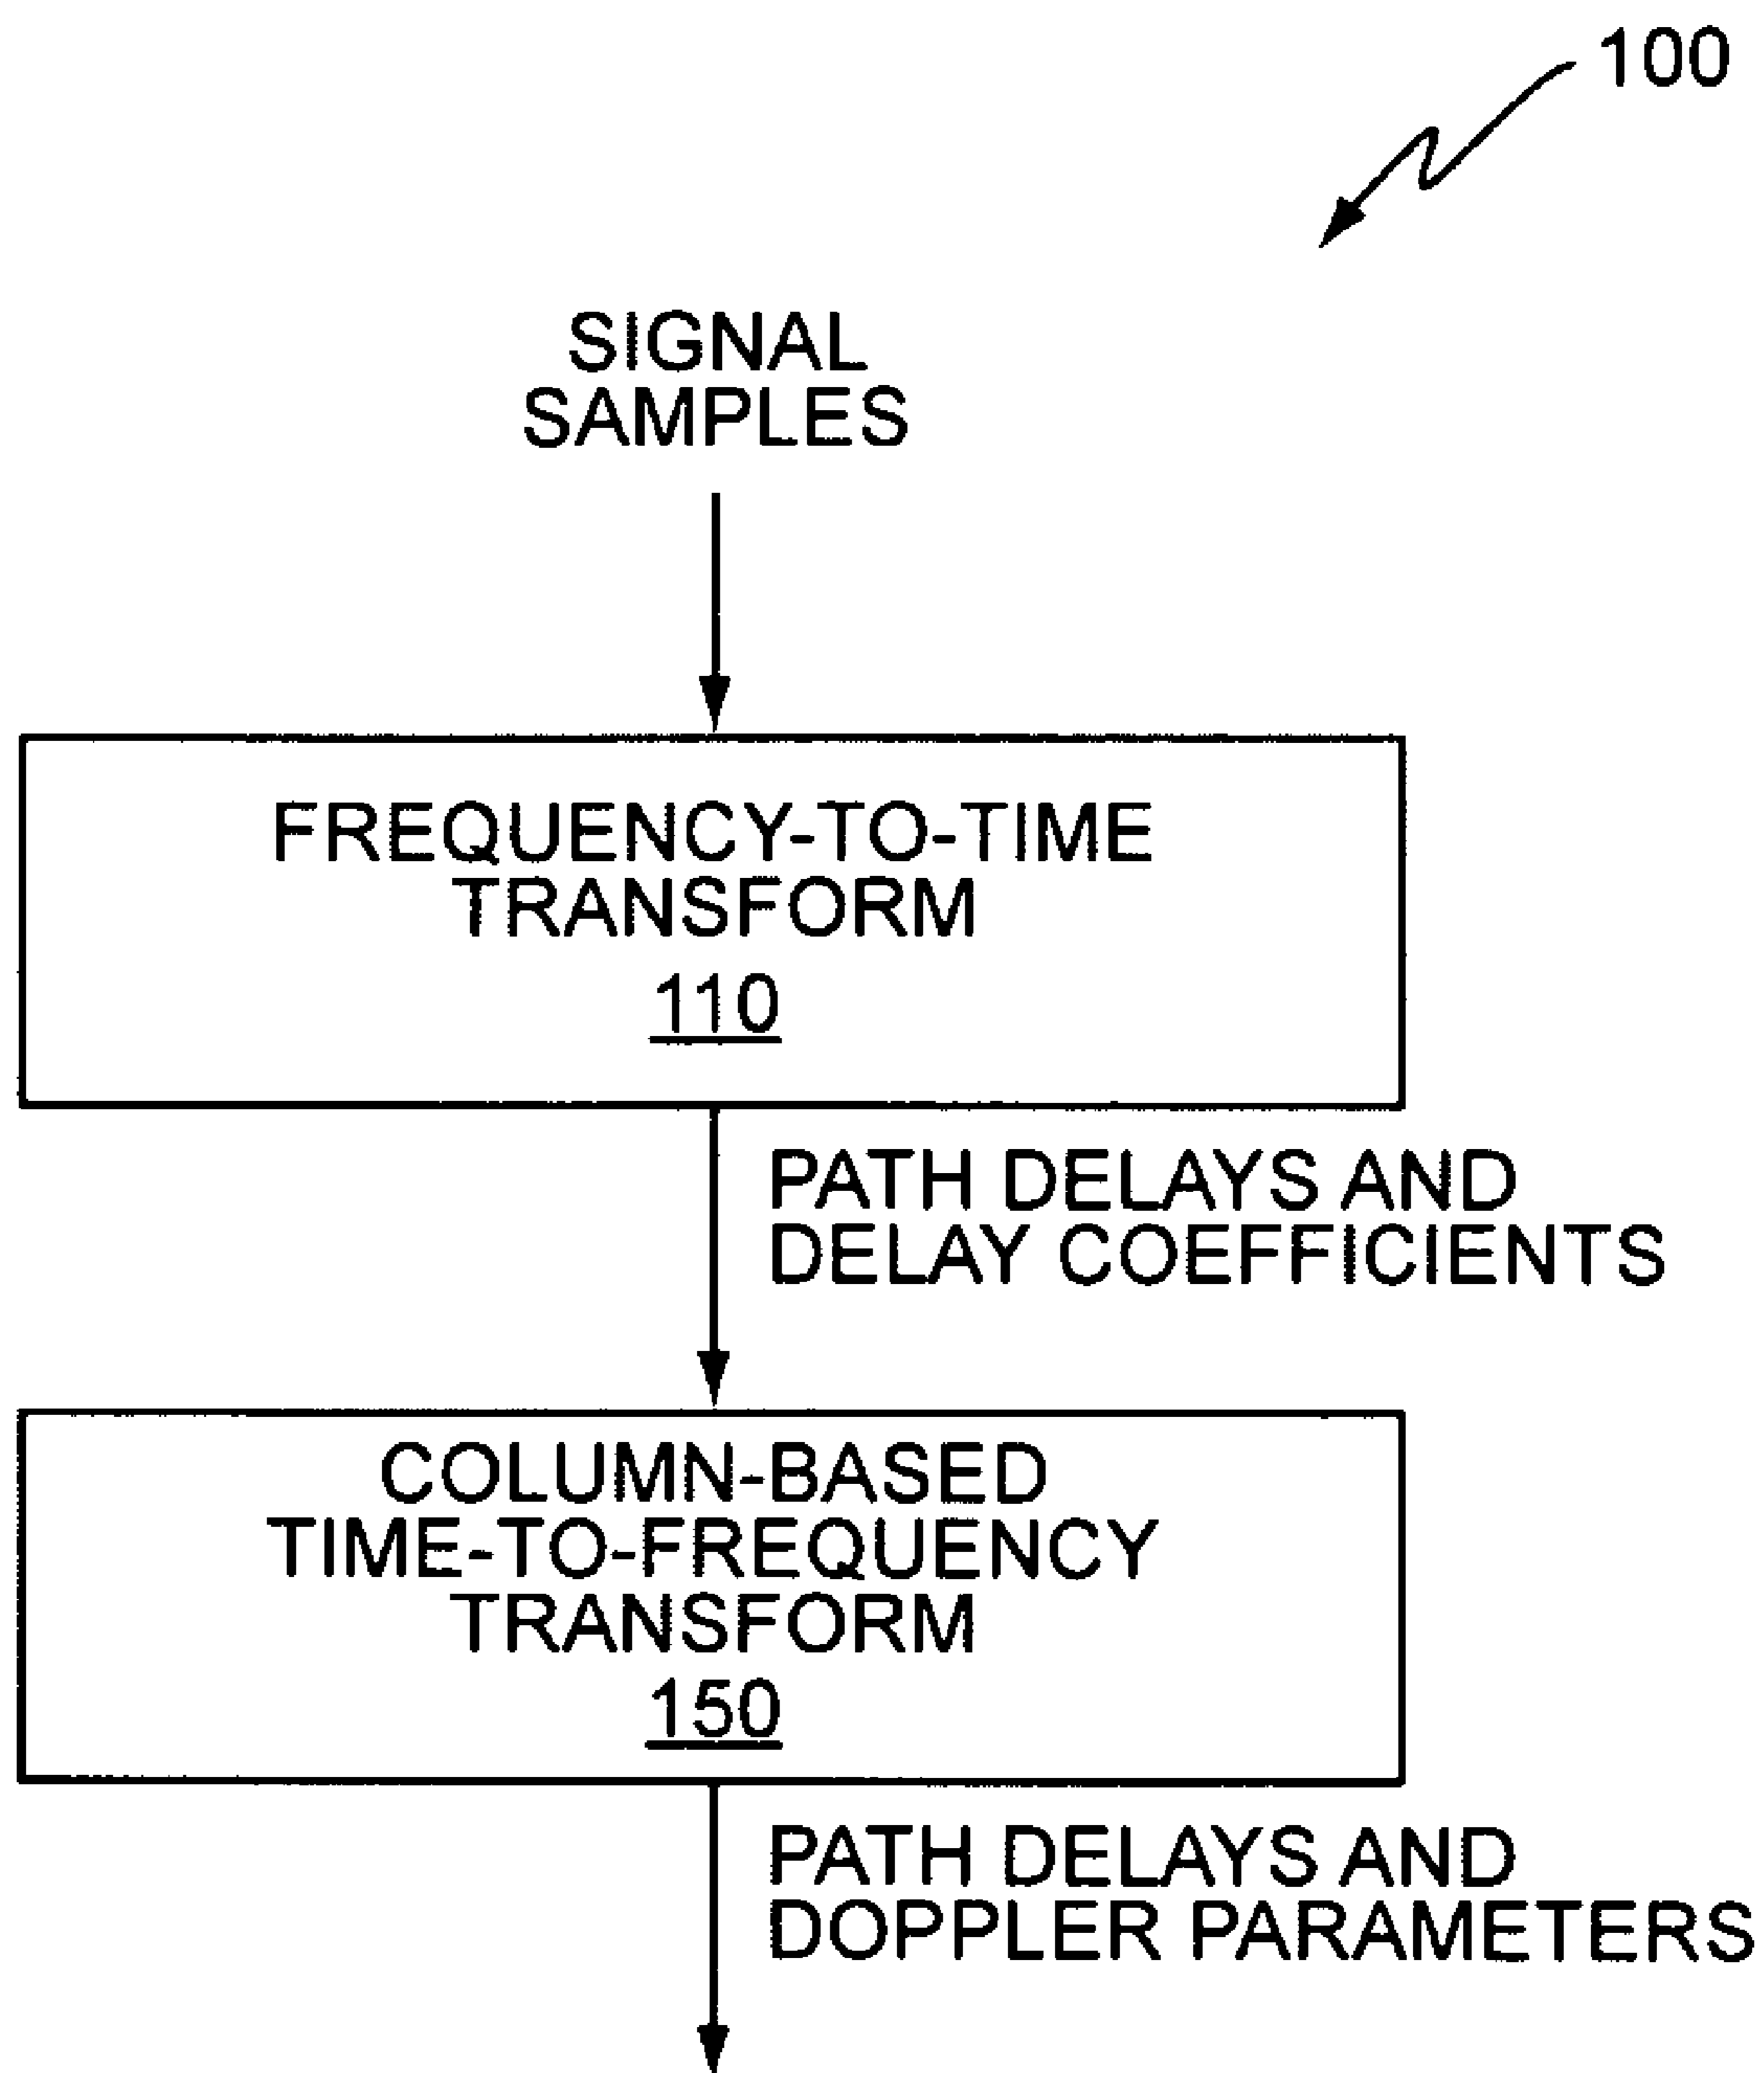 100
SIGNAL
SAMPLES
FREQUENCY-TO-TIME
TRANSFORM
110
PATH DELAYS AND
DELAY COEFFICIENTS
COLUMN-BASED
TIME-TO-FREQUENCY
TRANSFORM
150
PATH DELAYS AND
DOPPLER PARAMETERS